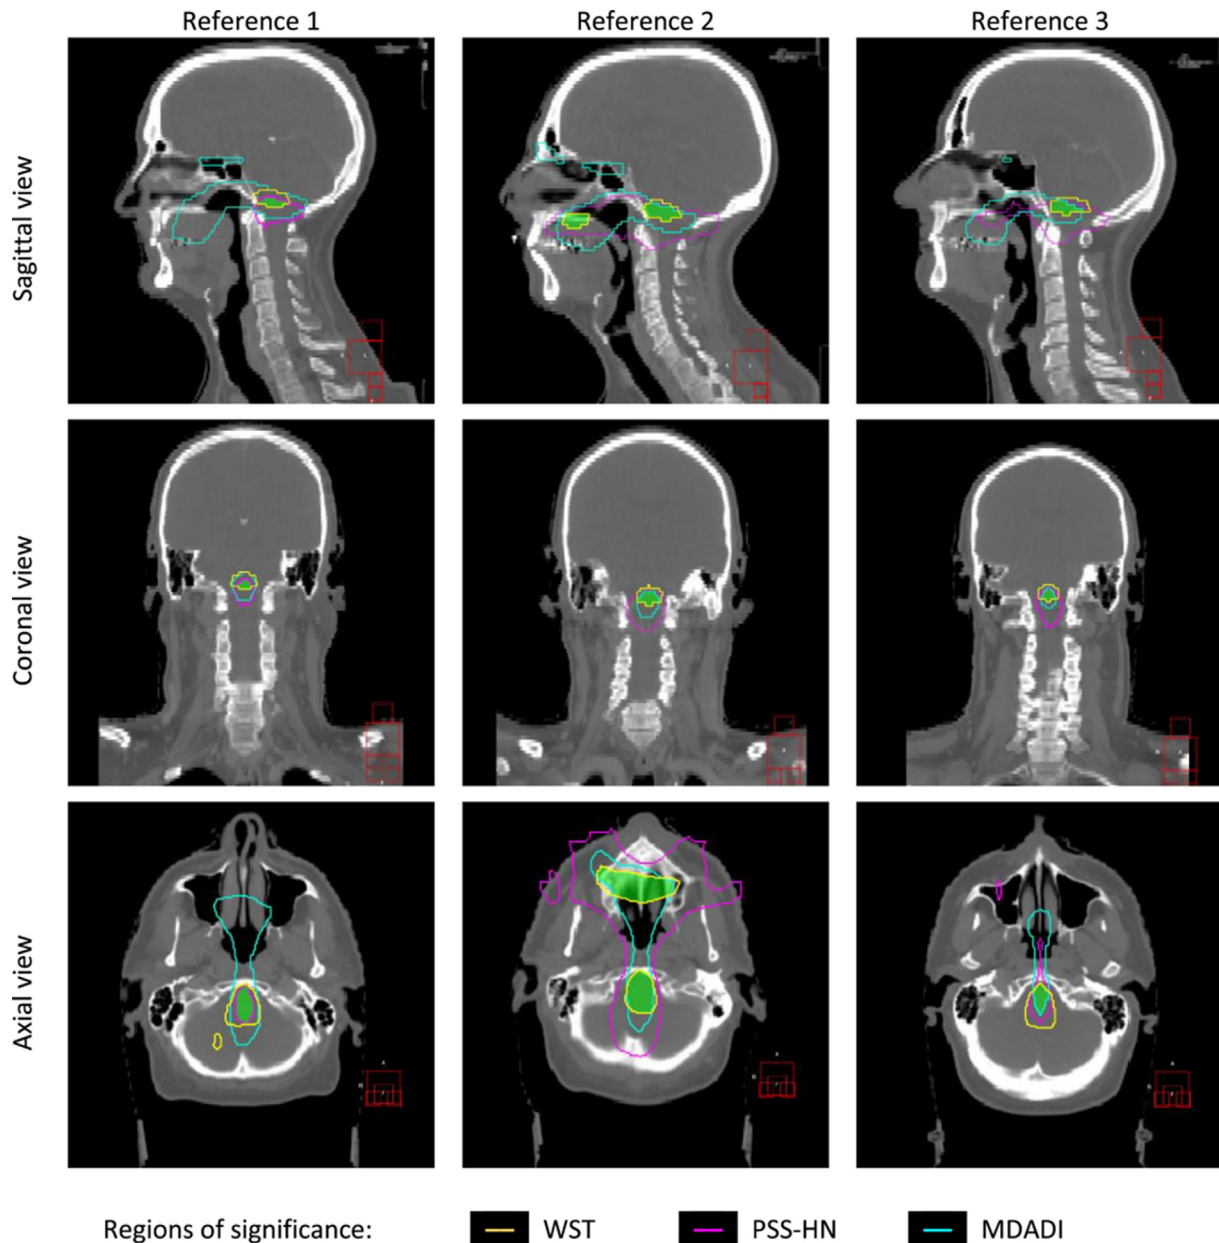 Reference 1 Reference 2 Reference 3
Sagittal view
Coronal view
Axial view
Regions of significance: WST PSS-HN MDADI